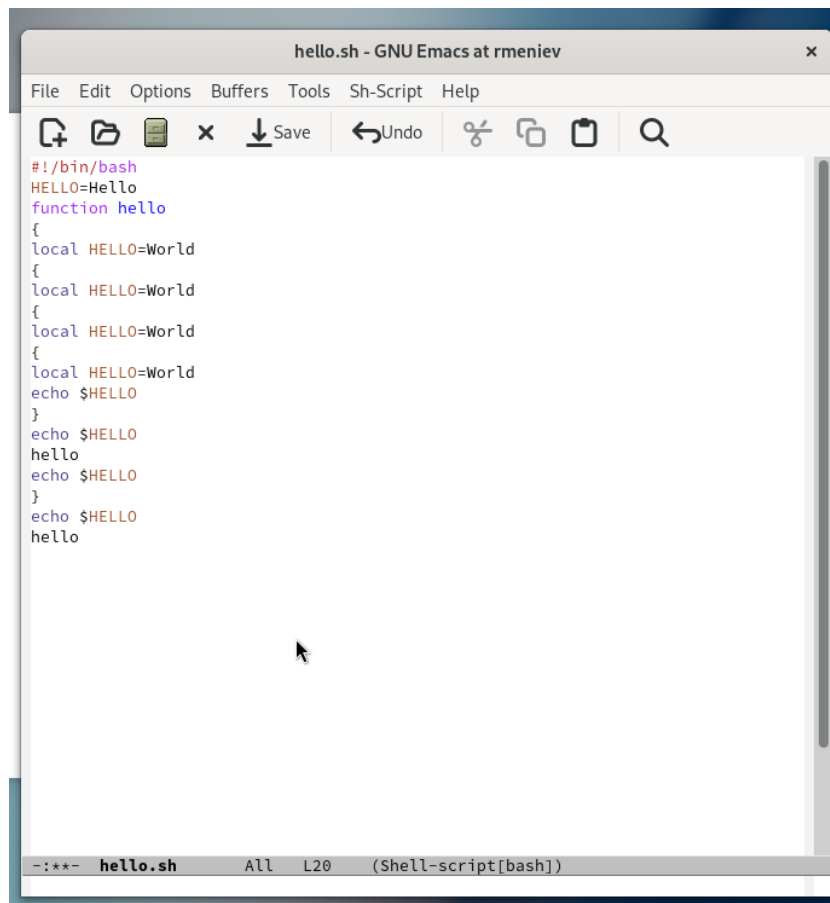 hello.sh - GNU Emacs at rmeniev ×
File Edit Options Buffers Tools Sh-Script Help
Save Undo
#!/bin/bash
HELLO=Hello
function hello
{
local HELLO=World
{
local HELLO=World
{
local HELLO=World
{
local HELLO=World
echo $HELLO
}
echo $HELLO
hello
echo $HELLO
}
echo $HELLO
hello
-:**- hello.sh All L20 (Shell-script[bash])